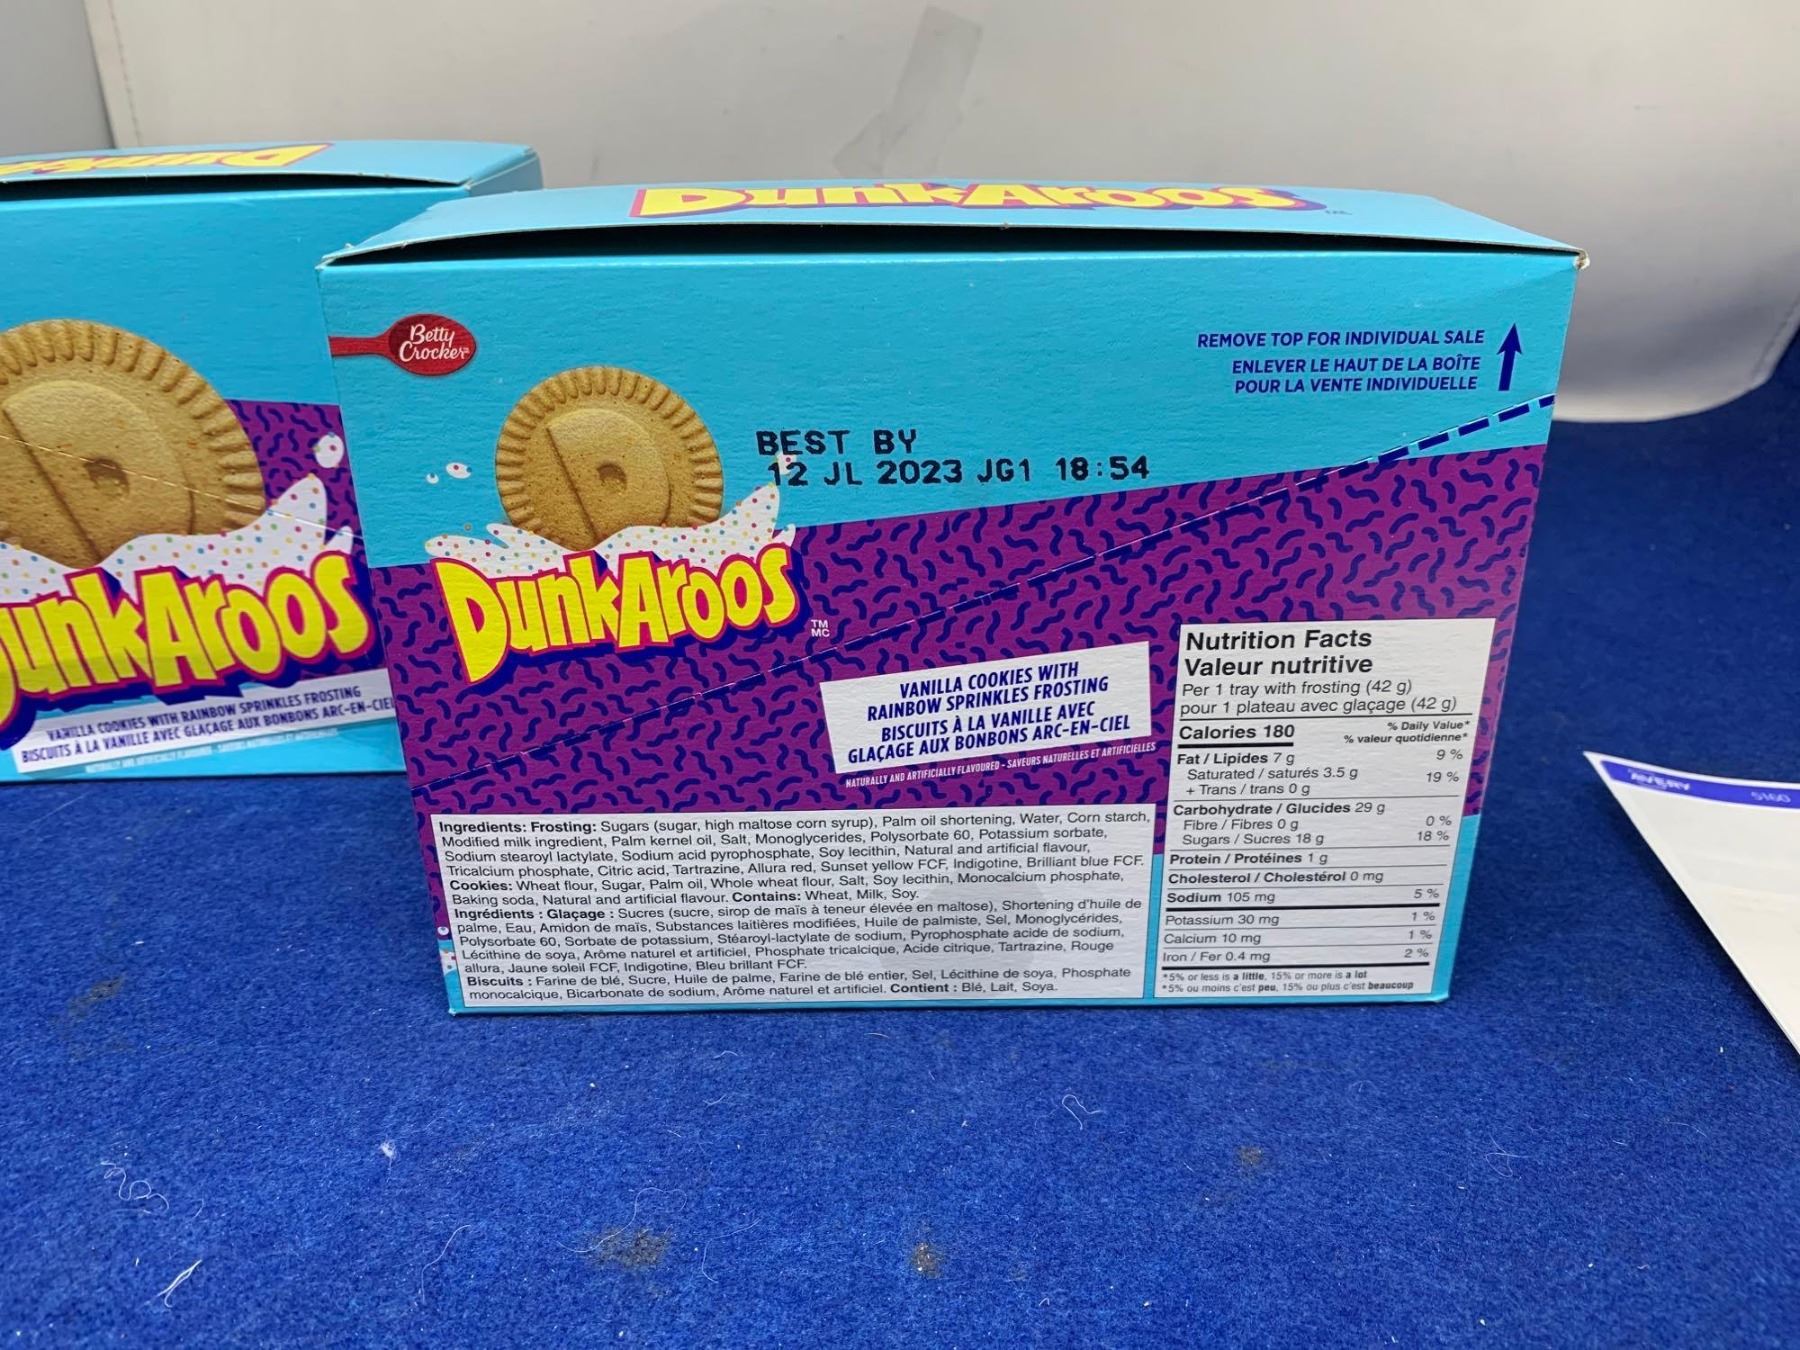 DunkAroos
Betty
Crocker
REMOVE TOP FOR INDIVIDUAL SALE
ENLEVER LE HAUT DE LA BOÎTE
POUR LA VENTE INDIVIDUELLE
BEST BY
12 JL 2023 JG1 18:54
DunkAroos
TM
MC
VANILLA COOKIES WITH
RAINBOW SPRINKLES FROSTING
BISCUITS À LA VANILLE AVEC
GLAÇAGE AUX BONBONS ARC-EN-CIEL
NATURALLY AND ARTIFICIALLY FLAVOURED - SAVEURS NATURELLES ET ARTIFICIELLES
Ingredients: Frosting: Sugars (sugar, high maltose corn syrup), Palm oil shortening, Water, Corn starch,
Modified milk ingredient, Palm kernel oil, Salt, Monoglycerides, Polysorbate 60, Potassium sorbate,
Sodium stearoyl lactylate, Sodium acid pyrophosphate, Soy lecithin, Natural and artificial flavour,
Tricalcium phosphate, Citric acid, Tartrazine, Allura red, Sunset yellow FCF, Indigotine, Brilliant blue FCF.
Cookies: Wheat flour, Sugar, Palm oil, Whole wheat flour, Salt, Soy lecithin, Monocalcium phosphate,
Baking soda, Natural and artificial flavour. Contains: Wheat, Milk, Soy.
Ingrédients : Glaçage : Sucres (sucre, sirop de maïs à teneur élevée en maltose), Shortening d'huile de
palme, Eau, Amidon de maïs, Substances laitières modifiées, Huile de palmiste, Sel, Monoglycérides,
Polysorbate 60, Sorbate de potassium, Stéaroyl-lactylate de sodium, Pyrophosphate acide de sodium,
Lécithine de soya, Arôme naturel et artificiel, Phosphate tricalcique, Acide citrique, Tartrazine, Rouge
allura, Jaune soleil FCF, Indigotine, Bleu brillant FCF.
Biscuits : Farine de blé, Sucre, Huile de palme, Farine de blé entier, Sel, Lécithine de soya, Phosphate
monocalcique, Bicarbonate de sodium, Arôme naturel et artificiel. Contient : Blé, Lait, Soya.
Nutrition Facts
Valeur nutritive
Per 1 tray with frosting (42 g)
pour 1 plateau avec glaçage (42 g)
Calories 180
% Daily Value*
% valeur quotidienne*
Fat / Lipides 7 g 9 %
Saturated / saturés 3.5 g
+ Trans / trans 0 g 19 %
Carbohydrate / Glucides 29 g
Fibre / Fibres 0 g 0 %
Sugars / Sucres 18 g 18 %
Protein / Protéines 1 g
Cholesterol / Cholestérol 0 mg
Sodium 105 mg 5 %
Potassium 30 mg 1 %
Calcium 10 mg 1 %
Iron / Fer 0.4 mg 2 %
*5% or less is a little, 15% or more is a lot
*5% ou moins c'est peu, 15% ou plus c'est beaucoup
DunkAroos
VANILLA COOKIES WITH RAINBOW SPRINKLES FROSTING
BISCUITS À LA VANILLE AVEC GLAÇAGE AUX BONBONS ARC-EN-CIEL
AVERY 5160